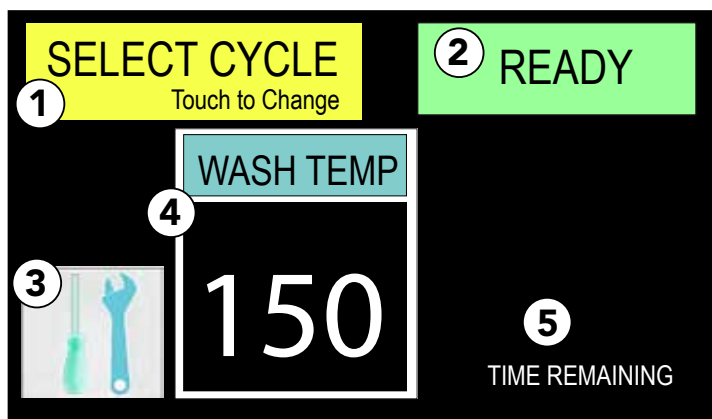 SELECT CYCLE
Touch to Change
1
2
READY
WASH TEMP
4
150
3
5
TIME REMAINING